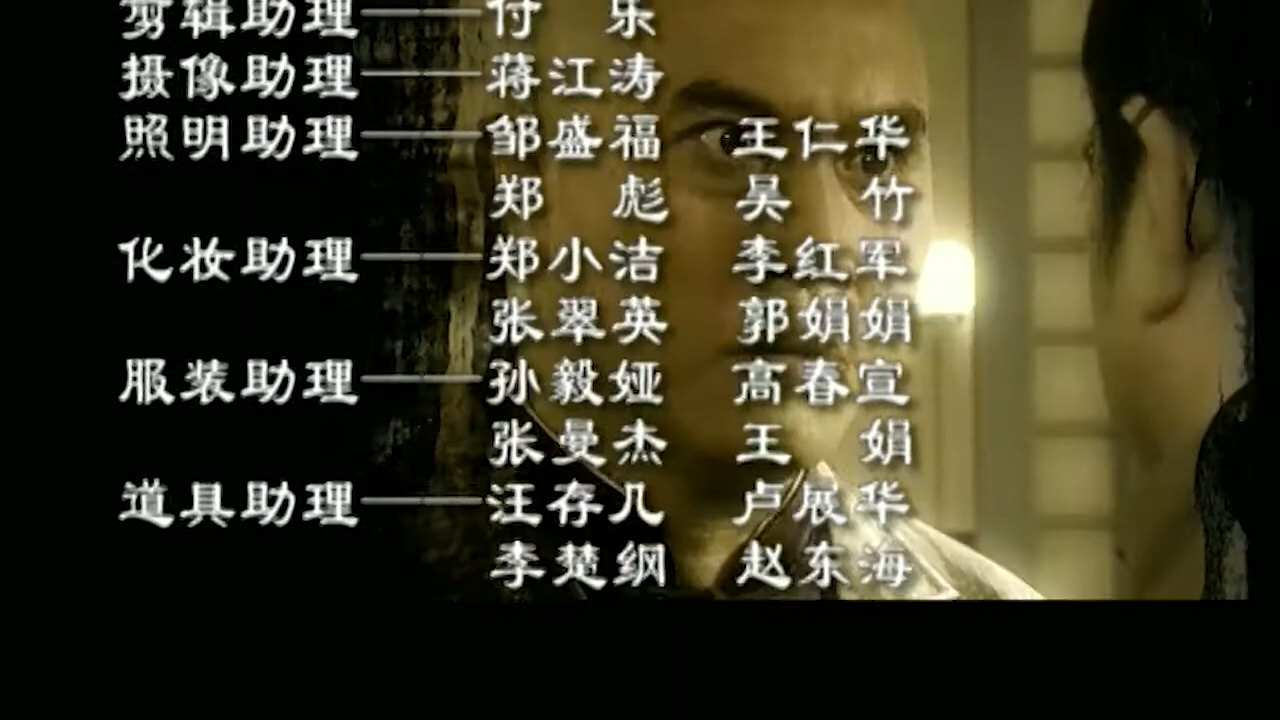 剪辑助理——付 乐
摄像助理——蒋江涛
照明助理——邹盛福 王仁华
郑 彪 吴 竹
化妆助理——郑小洁 李红军
张翠英 郭娟娟
服装助理——孙毅娅 高春宣
张曼杰 王 娟
道具助理——汪存几 卢展华
李楚纲 赵东海